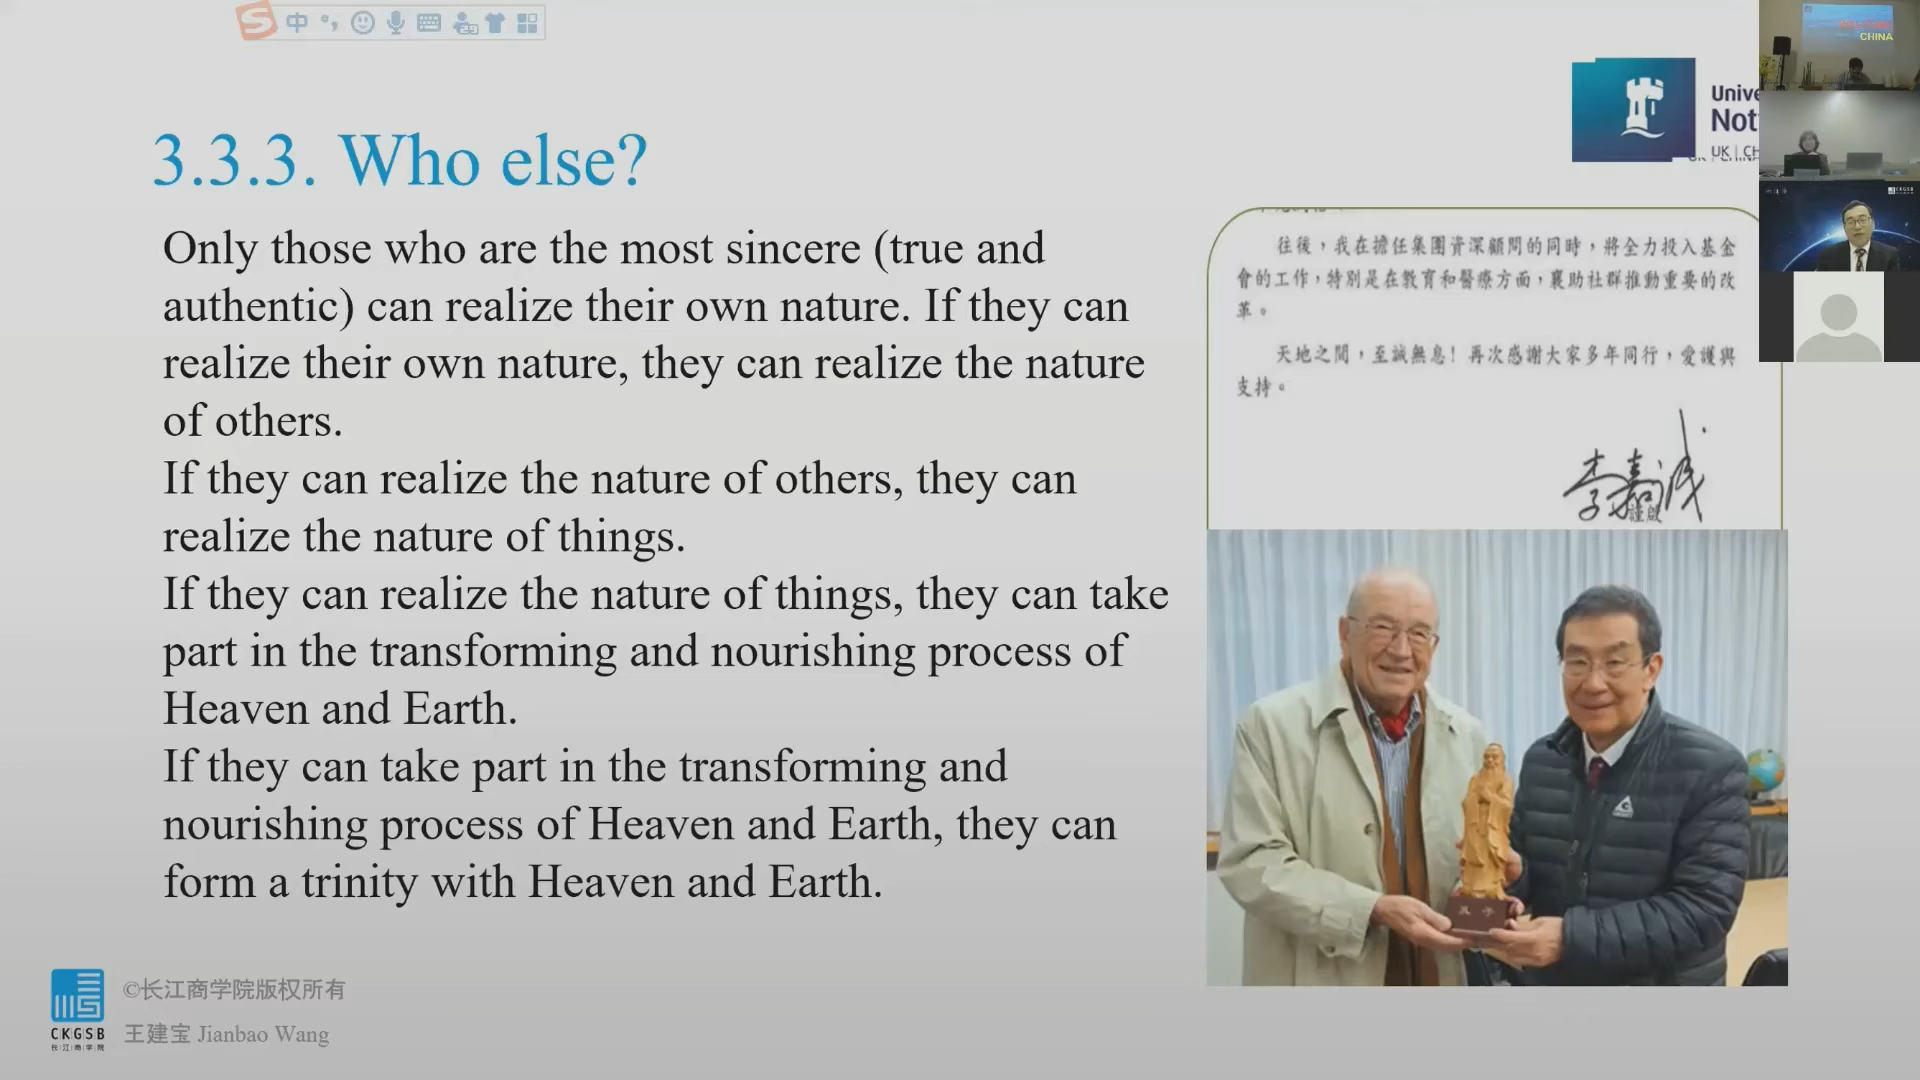 中
CHINA
Unive
Not
UK | CH
3.3.3. Who else?
Only those who are the most sincere (true and
authentic) can realize their own nature. If they can
realize their own nature, they can realize the nature
of others.
If they can realize the nature of others, they can
realize the nature of things.
If they can realize the nature of things, they can take
part in the transforming and nourishing process of
Heaven and Earth.
If they can take part in the transforming and
nourishing process of Heaven and Earth, they can
form a trinity with Heaven and Earth.
往後，我在擔任集團資深顧問的同時，將全力投入基金
會的工作，特別是在教育和醫療方面，襄助社群推動重要的改
革。
天地之間，至誠無息！再次感謝大家多年同行，愛護與
支持。
李嘉誠
謹啟
孔子
CKGSB
长江商学院
©长江商学院版权所有
王建宝 Jianbao Wang